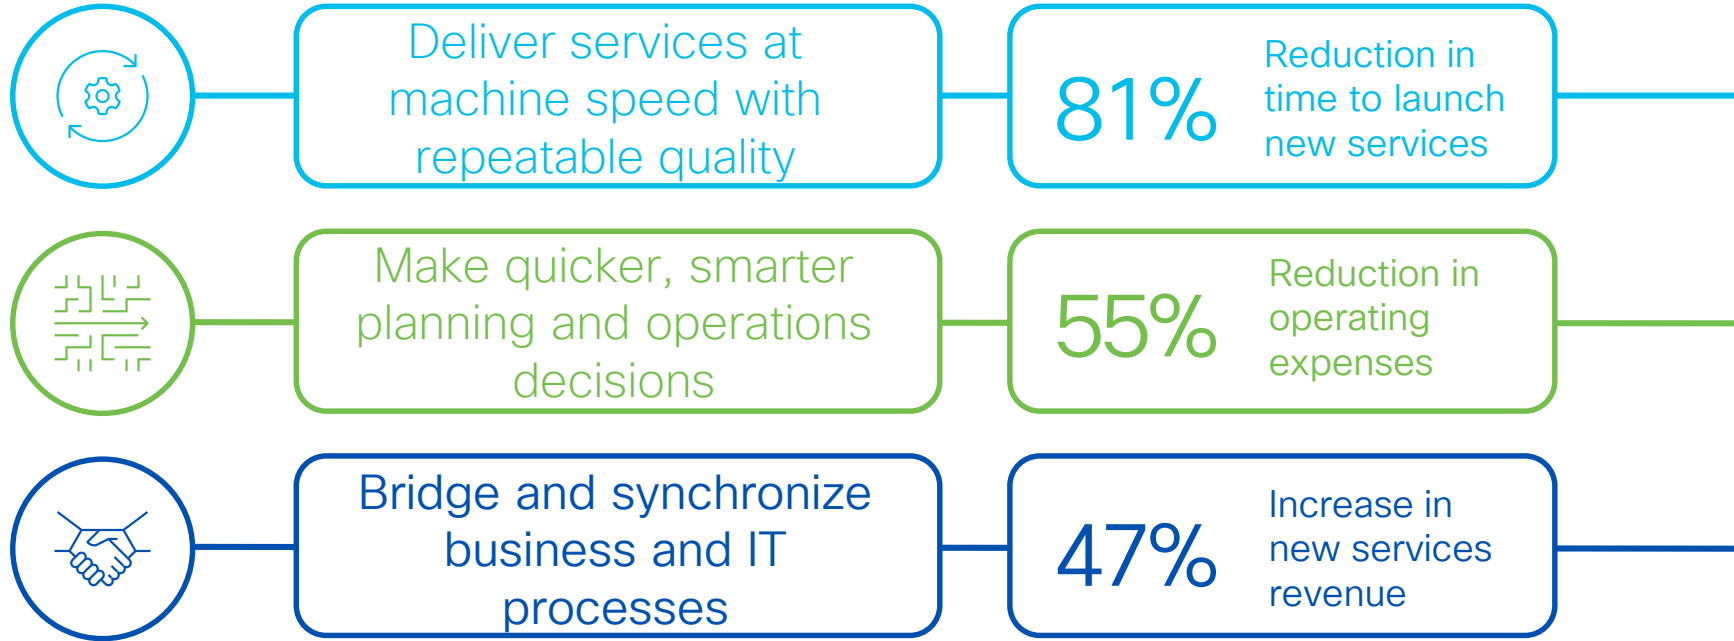 Deliver services at
machine speed with
repeatable quality
81%
Reduction in
time to launch
new services
Make quicker, smarter
planning and operations
decisions
55%
Reduction in
operating
expenses
Bridge and synchronize
business and IT
processes
47%
Increase in
new services
revenue